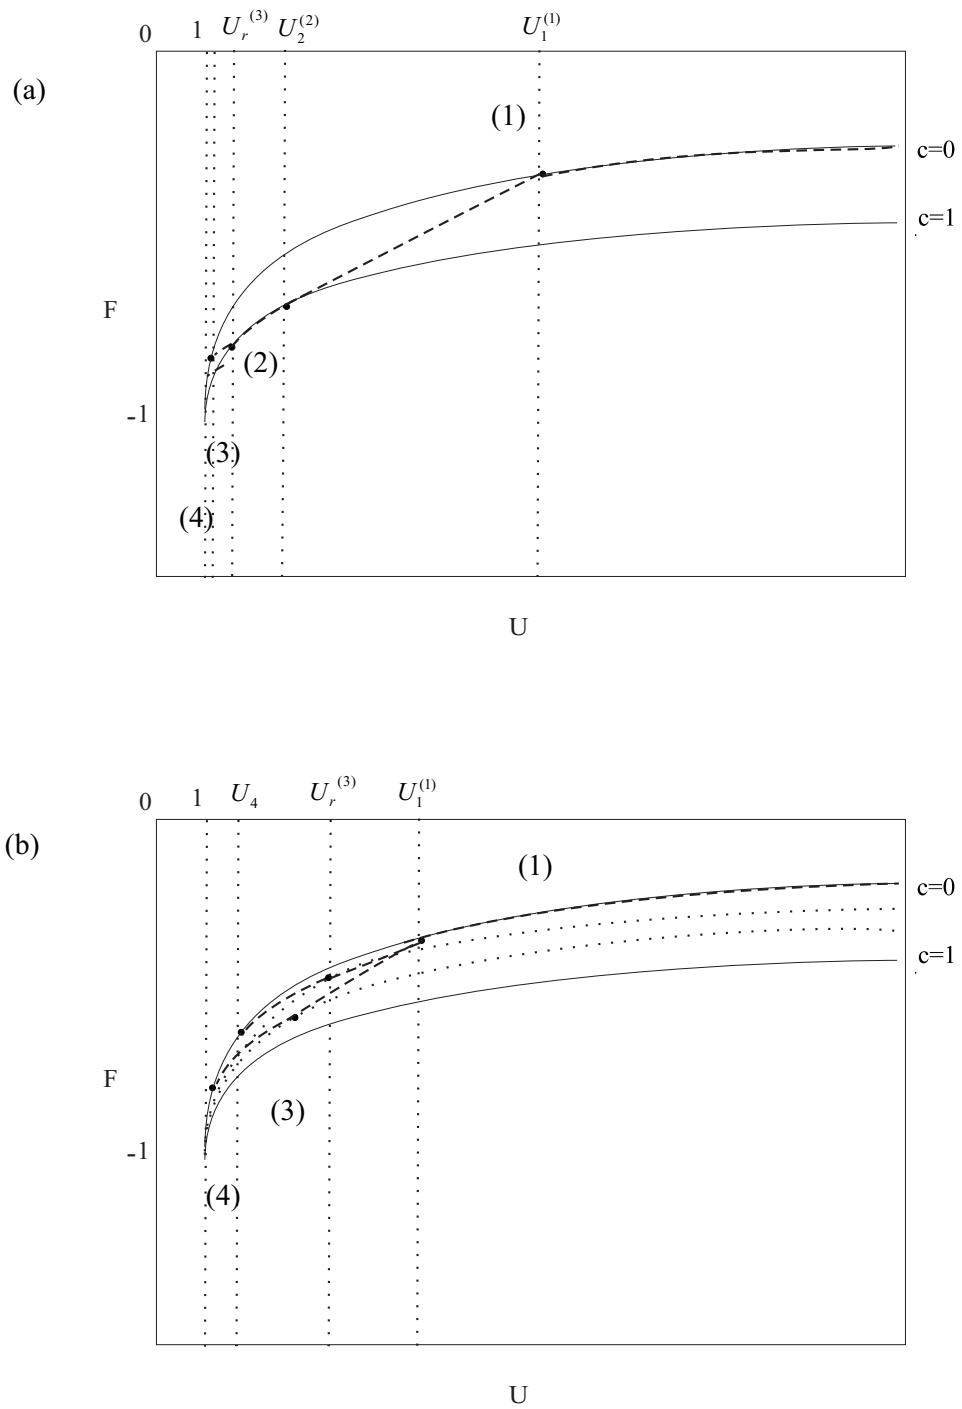 0 1 U_r^(3) U_2^(2) U_1^(1)
(a)
(1)
c=0
c=1
F
(2)
-1
(3)
(4)
U
0 1 U_4 U_r^(3) U_1^(1)
(b)
(1)
c=0
c=1
F
(3)
-1
(4)
U